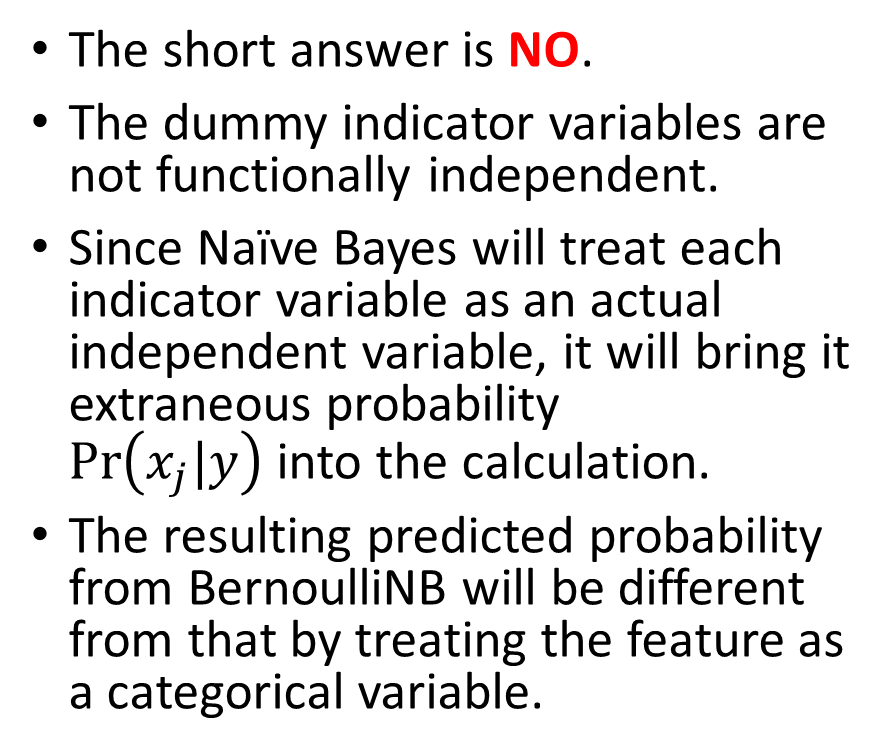 • The short answer is NO.
• The dummy indicator variables are
not functionally independent.
• Since Naïve Bayes will treat each
indicator variable as an actual
independent variable, it will bring it
extraneous probability
Pr(xⱼ|y) into the calculation.
• The resulting predicted probability
from BernoulliNB will be different
from that by treating the feature as
a categorical variable.